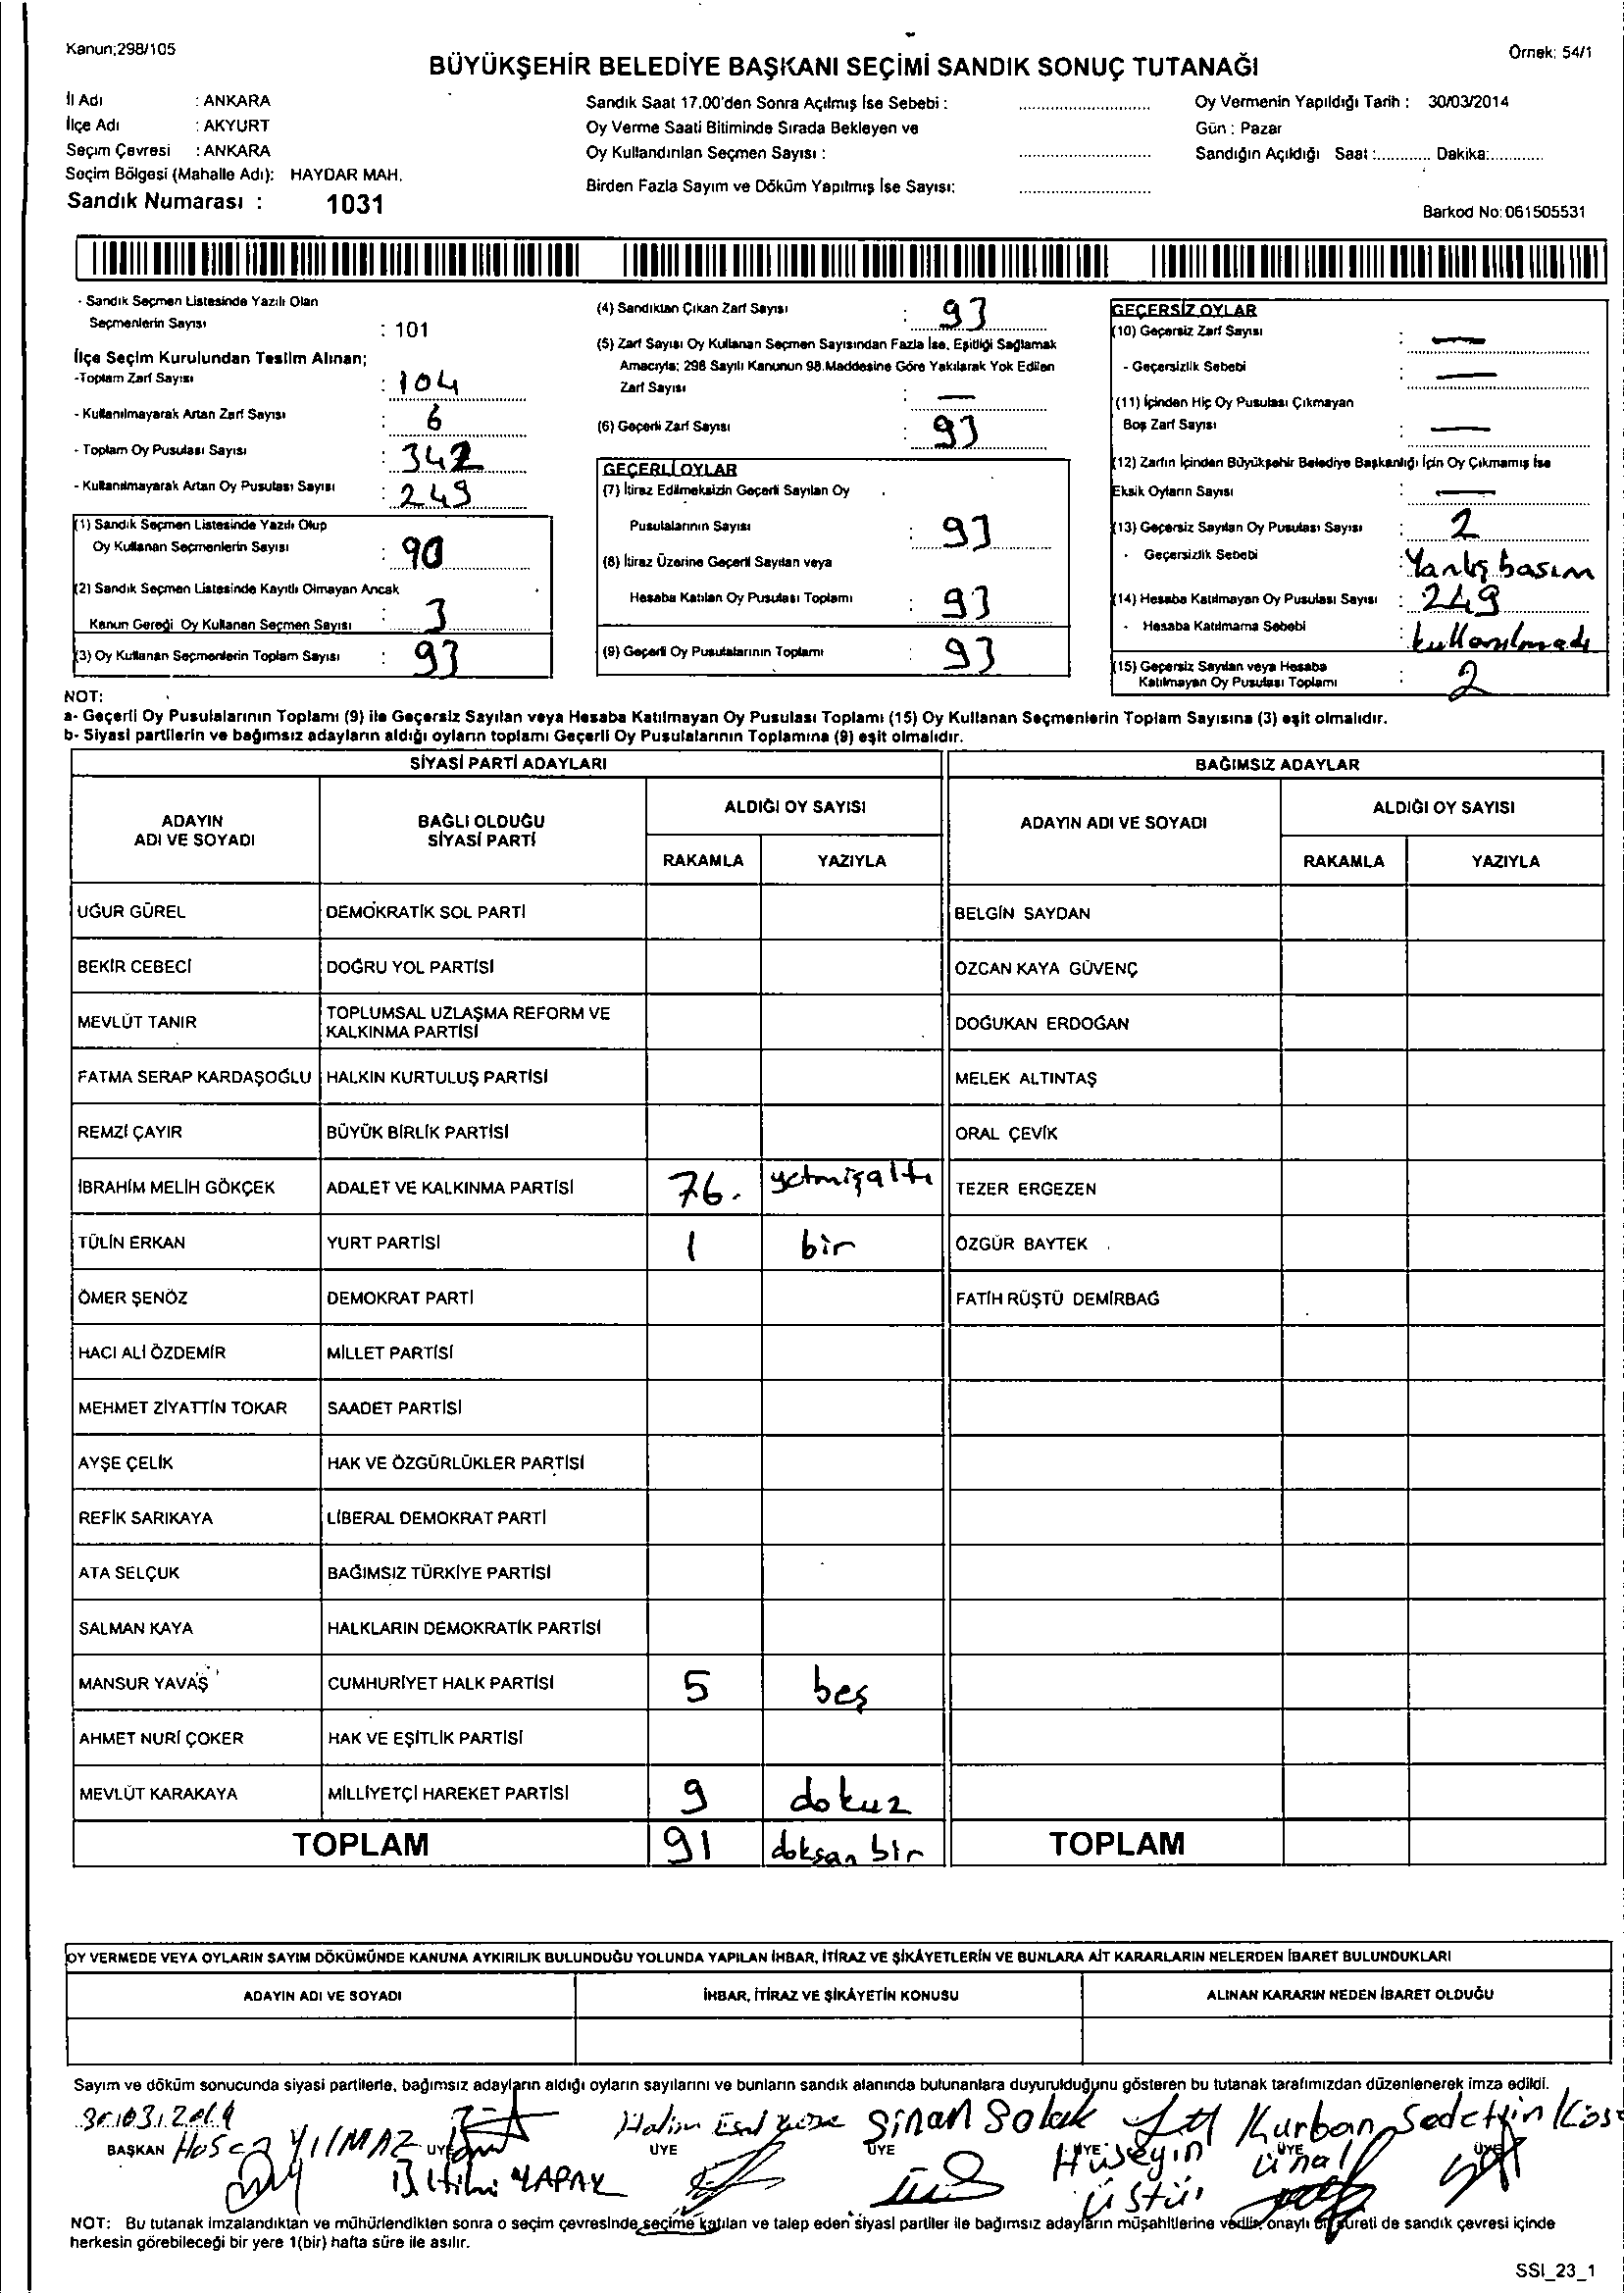 Kanun;298/105
Örnek: 54/1
BÜYÜKŞEHİR BELEDİYE BAŞKANI SEÇİMİ SANDIK SONUÇ TUTANAĞI
İl Adı : ANKARA
İlçe Adı : AKYURT
Seçim Çevresi : ANKARA
Seçim Bölgesi (Mahalle Adı): HAYDAR MAH.
Sandık Numarası : 1031
Sandık Saat 17.00'den Sonra Açılmış İse Sebebi :
Oy Verme Saati Bitiminde Sırada Bekleyen ve
Oy Kullandırılan Seçmen Sayısı :
Birden Fazla Sayım ve Döküm Yapılmış İse Sayısı:
Oy Vermenin Yapıldığı Tarih : 30/03/2014
Gün : Pazar
Sandığın Açıldığı Saat :............ Dakika:............
Barkod No:061505531
- Sandık Seçmen Listesinde Yazılı Olan
Seçmenlerin Sayısı : 101
İlçe Seçim Kurulundan Teslim Alınan;
-Toplam Zarf Sayısı : 104
- Kullanılmayarak Artan Zarf Sayısı : 6
- Toplam Oy Pusulası Sayısı : 342
- Kullanılmayarak Artan Oy Pusulası Sayısı : 249
(1) Sandık Seçmen Listesinde Yazılı Olup
Oy Kullanan Seçmenlerin Sayısı : 90
(2) Sandık Seçmen Listesinde Kayıtlı Olmayan Ancak
Kanun Gereği Oy Kullanan Seçmen Sayısı : 3
(3) Oy Kullanan Seçmenlerin Toplam Sayısı : 93
(4) Sandıktan Çıkan Zarf Sayısı : 93
(5) Zarf Sayısı Oy Kullanan Seçmen Sayısından Fazla İse, Eşitliği Sağlamak
Amacıyla; 298 Sayılı Kanunun 98.Maddesine Göre Yakılarak Yok Edilen
Zarf Sayısı : —
(6) Geçerli Zarf Sayısı : 93
GEÇERLİ OYLAR
(7) İtiraz Edilmeksizin Geçerli Sayılan Oy
Pusulalarının Sayısı : 93
(8) İtiraz Üzerine Geçerli Sayılan veya
Hesaba Katılan Oy Pusulası Toplamı : 93
(9) Geçerli Oy Pusulalarının Toplamı : 93
GEÇERSİZ OYLAR
(10) Geçersiz Zarf Sayısı : —
- Geçersizlik Sebebi : —
(11) İçinden Hiç Oy Pusulası Çıkmayan
Boş Zarf Sayısı : —
(12) Zarfın İçinden Büyükşehir Belediye Başkanlığı İçin Oy Çıkmamış İse
Eksik Oyların Sayısı : —
(13) Geçersiz Sayılan Oy Pusulası Sayısı : 2
- Geçersizlik Sebebi : Yanlış basım
(14) Hesaba Katılmayan Oy Pusulası Sayısı : 249
- Hesaba Katılmama Sebebi : kullanılmadı
(15) Geçersiz Sayılan veya Hesaba
Katılmayan Oy Pusulası Toplamı : 2
NOT:
a- Geçerli Oy Pusulalarının Toplamı (9) ile Geçersiz Sayılan veya Hesaba Katılmayan Oy Pusulası Toplamı (15) Oy Kullanan Seçmenlerin Toplam Sayısına (3) eşit olmalıdır.
b- Siyasi partilerin ve bağımsız adayların aldığı oyların toplamı Geçerli Oy Pusulalarının Toplamına (9) eşit olmalıdır.
SİYASİ PARTİ ADAYLARI
BAĞIMSIZ ADAYLAR
ADAYIN ADI VE SOYADI
BAĞLI OLDUĞU SİYASİ PARTİ
ALDIĞI OY SAYISI
RAKAMLA YAZIYLA
ADAYIN ADI VE SOYADI
ALDIĞI OY SAYISI
RAKAMLA YAZIYLA
UĞUR GÜREL DEMOKRATİK SOL PARTİ BELGİN SAYDAN
BEKİR CEBECİ DOĞRU YOL PARTİSİ ÖZCAN KAYA GÜVENÇ
MEVLÜT TANIR TOPLUMSAL UZLAŞMA REFORM VE KALKINMA PARTİSİ DOĞUKAN ERDOĞAN
FATMA SERAP KARDAŞOĞLU HALKIN KURTULUŞ PARTİSİ MELEK ALTINTAŞ
REMZİ ÇAYIR BÜYÜK BİRLİK PARTİSİ ORAL ÇEVİK
İBRAHİM MELİH GÖKÇEK ADALET VE KALKINMA PARTİSİ 76. yetmişaltı TEZER ERGEZEN
TÜLİN ERKAN YURT PARTİSİ 1 bir ÖZGÜR BAYTEK
ÖMER ŞENÖZ DEMOKRAT PARTİ FATİH RÜŞTÜ DEMİRBAĞ
HACI ALİ ÖZDEMİR MİLLET PARTİSİ
MEHMET ZİYATTİN TOKAR SAADET PARTİSİ
AYŞE ÇELİK HAK VE ÖZGÜRLÜKLER PARTİSİ
REFİK SARIKAYA LİBERAL DEMOKRAT PARTİ
ATA SELÇUK BAĞIMSIZ TÜRKİYE PARTİSİ
SALMAN KAYA HALKLARIN DEMOKRATİK PARTİSİ
MANSUR YAVAŞ CUMHURİYET HALK PARTİSİ 5 beş
AHMET NURİ ÇOKER HAK VE EŞİTLİK PARTİSİ
MEVLÜT KARAKAYA MİLLİYETÇİ HAREKET PARTİSİ 9 dokuz
TOPLAM 91 doksan bir TOPLAM
OY VERMEDE VEYA OYLARIN SAYIM DÖKÜMÜNDE KANUNA AYKIRILIK BULUNDUĞU YOLUNDA YAPILAN İHBAR, İTİRAZ VE ŞİKÂYETLERİN VE BUNLARA AİT KARARLARIN NELERDEN İBARET BULUNDUKLARI
ADAYIN ADI VE SOYADI İHBAR, İTİRAZ VE ŞİKÂYETİN KONUSU ALINAN KARARIN NEDEN İBARET OLDUĞU
Sayım ve döküm sonucunda siyasi partilerle, bağımsız adayların aldığı oyların sayılarını ve bunların sandık alanında bulunanlara duyurulduğunu gösteren bu tutanak tarafımızdan düzenlenerek imza edildi.
Halim Sinan Solak Kurban Sadettin
BAŞKAN YILMAZ ÜYE ÜYE ÜYE Hüseyin ÜYE Ünal ÜYE ÜYE
YAPAK Üstün
NOT: Bu tutanak imzalandıktan ve mühürlendikten sonra o seçim çevresinde seçime katılan ve talep eden siyasi partiler ile bağımsız adayların müşahitlerine verilir, onaylı bir sureti de sandık çevresi içinde
herkesin görebileceği bir yere 1(bir) hafta süre ile asılır.
SSI_23_1